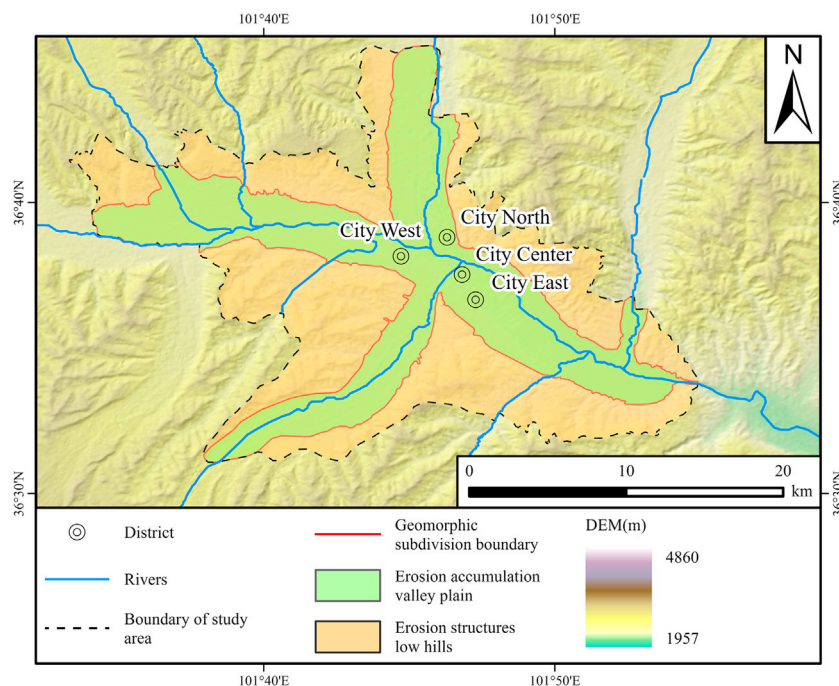 101°40'E 101°50'E
N
36°40'N 36°40'N
City North
City West
City Center
City East
0 10 20
km
36°30'N 36°30'N
District
Rivers
Boundary of study
area
Geomorphic
subdivision boundary
Erosion accumulation
valley plain
Erosion structures
low hills
DEM(m)
4860
1957
101°40'E 101°50'E